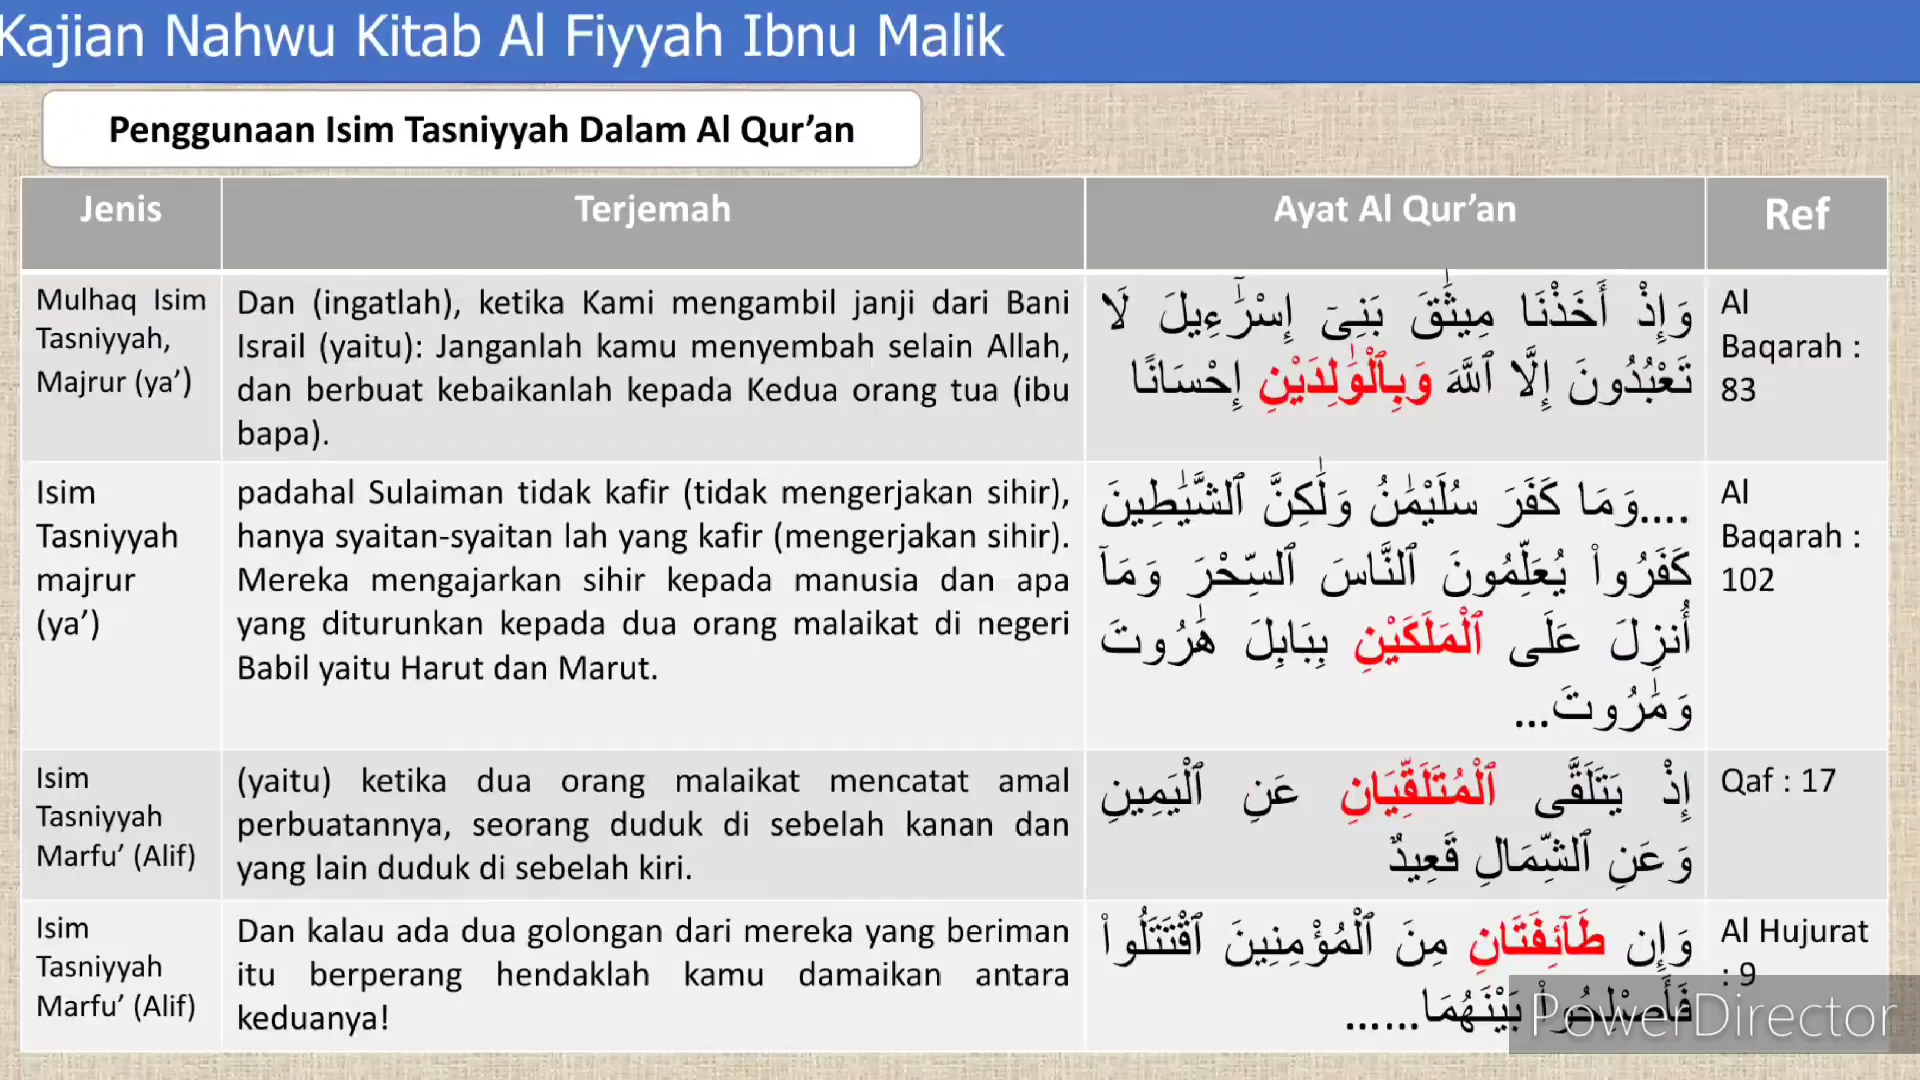 Kajian Nahwu Kitab Al Fiyyah Ibnu Malik
Penggunaan Isim Tasniyyah Dalam Al Qur’an
Jenis
Terjemah
Ayat Al Qur’an
Ref
Mulhaq Isim
Tasniyyah,
Majrur (ya’)
Dan (ingatlah), ketika Kami mengambil janji dari Bani
Israil (yaitu): Janganlah kamu menyembah selain Allah,
dan berbuat kebaikanlah kepada Kedua orang tua (ibu
bapa).
وَإِذْ أَخَذْنَا مِيثَٰقَ بَنِىٓ إِسْرَٰٓءِيلَ لَا
تَعْبُدُونَ إِلَّا ٱللَّهَ وَبِٱلْوَٰلِدَيْنِ إِحْسَانًا
Al
Baqarah :
83
Isim
Tasniyyah
majrur
(ya’)
padahal Sulaiman tidak kafir (tidak mengerjakan sihir),
hanya syaitan-syaitan lah yang kafir (mengerjakan sihir).
Mereka mengajarkan sihir kepada manusia dan apa
yang diturunkan kepada dua orang malaikat di negeri
Babil yaitu Harut dan Marut.
....وَمَا كَفَرَ سُلَيْمَٰنُ وَلَٰكِنَّ ٱلشَّيَٰطِينَ
كَفَرُوا۟ يُعَلِّمُونَ ٱلنَّاسَ ٱلسِّحْرَ وَمَآ
أُنزِلَ عَلَى ٱلْمَلَكَيْنِ بِبَابِلَ هَٰرُوتَ
وَمَٰرُوتَ...
Al
Baqarah :
102
Isim
Tasniyyah
Marfu’ (Alif)
(yaitu) ketika dua orang malaikat mencatat amal
perbuatannya, seorang duduk di sebelah kanan dan
yang lain duduk di sebelah kiri.
إِذْ يَتَلَقَّى ٱلْمُتَلَقِّيَانِ عَنِ ٱلْيَمِينِ
وَعَنِ ٱلشِّمَالِ قَعِيدٌ
Qaf : 17
Isim
Tasniyyah
Marfu’ (Alif)
Dan kalau ada dua golongan dari mereka yang beriman
itu berperang hendaklah kamu damaikan antara
keduanya!
وَإِن طَآئِفَتَانِ مِنَ ٱلْمُؤْمِنِينَ ٱقْتَتَلُوا۟
فَأَصْلِحُوا۟ بَيْنَهُمَا......
Al Hujurat
: 9
PowerDirector